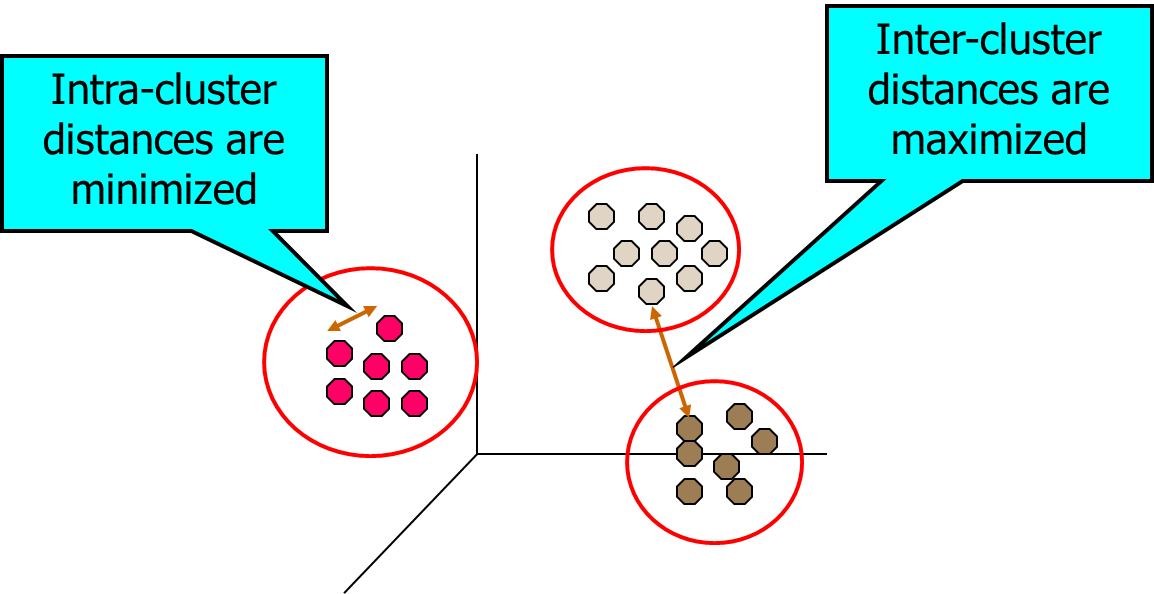 Intra-cluster
distances are
minimized
Inter-cluster
distances are
maximized